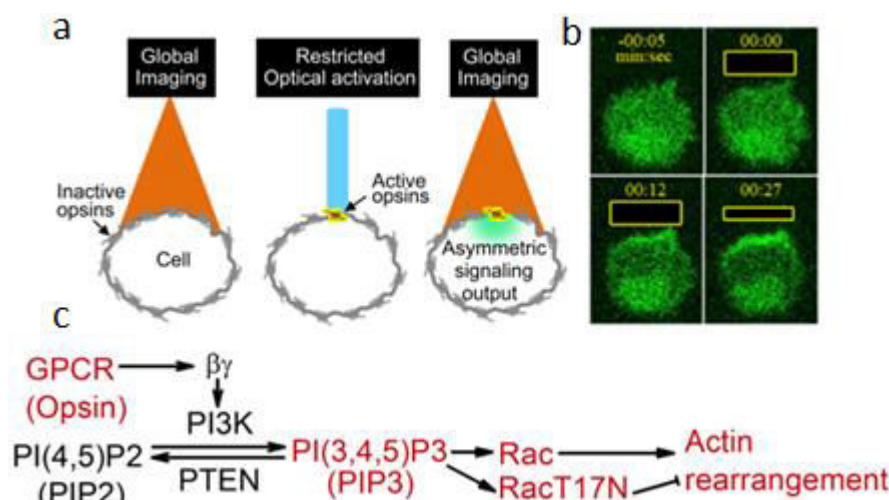 a
Global
Imaging
Restricted
Optical activation
Global
Imaging
Inactive
opsins
Active
opsins
Cell
Asymmetric
signaling
output
b
-00:05
min:sec
00:00
00:12
00:27
c
GPCR
βγ
(Opsin)
PI3K
PI(4,5)P2
PI(3,4,5)P3
Rac
Actin
(PIP2)
PTEN
(PIP3)
RacT17N
rearrangement